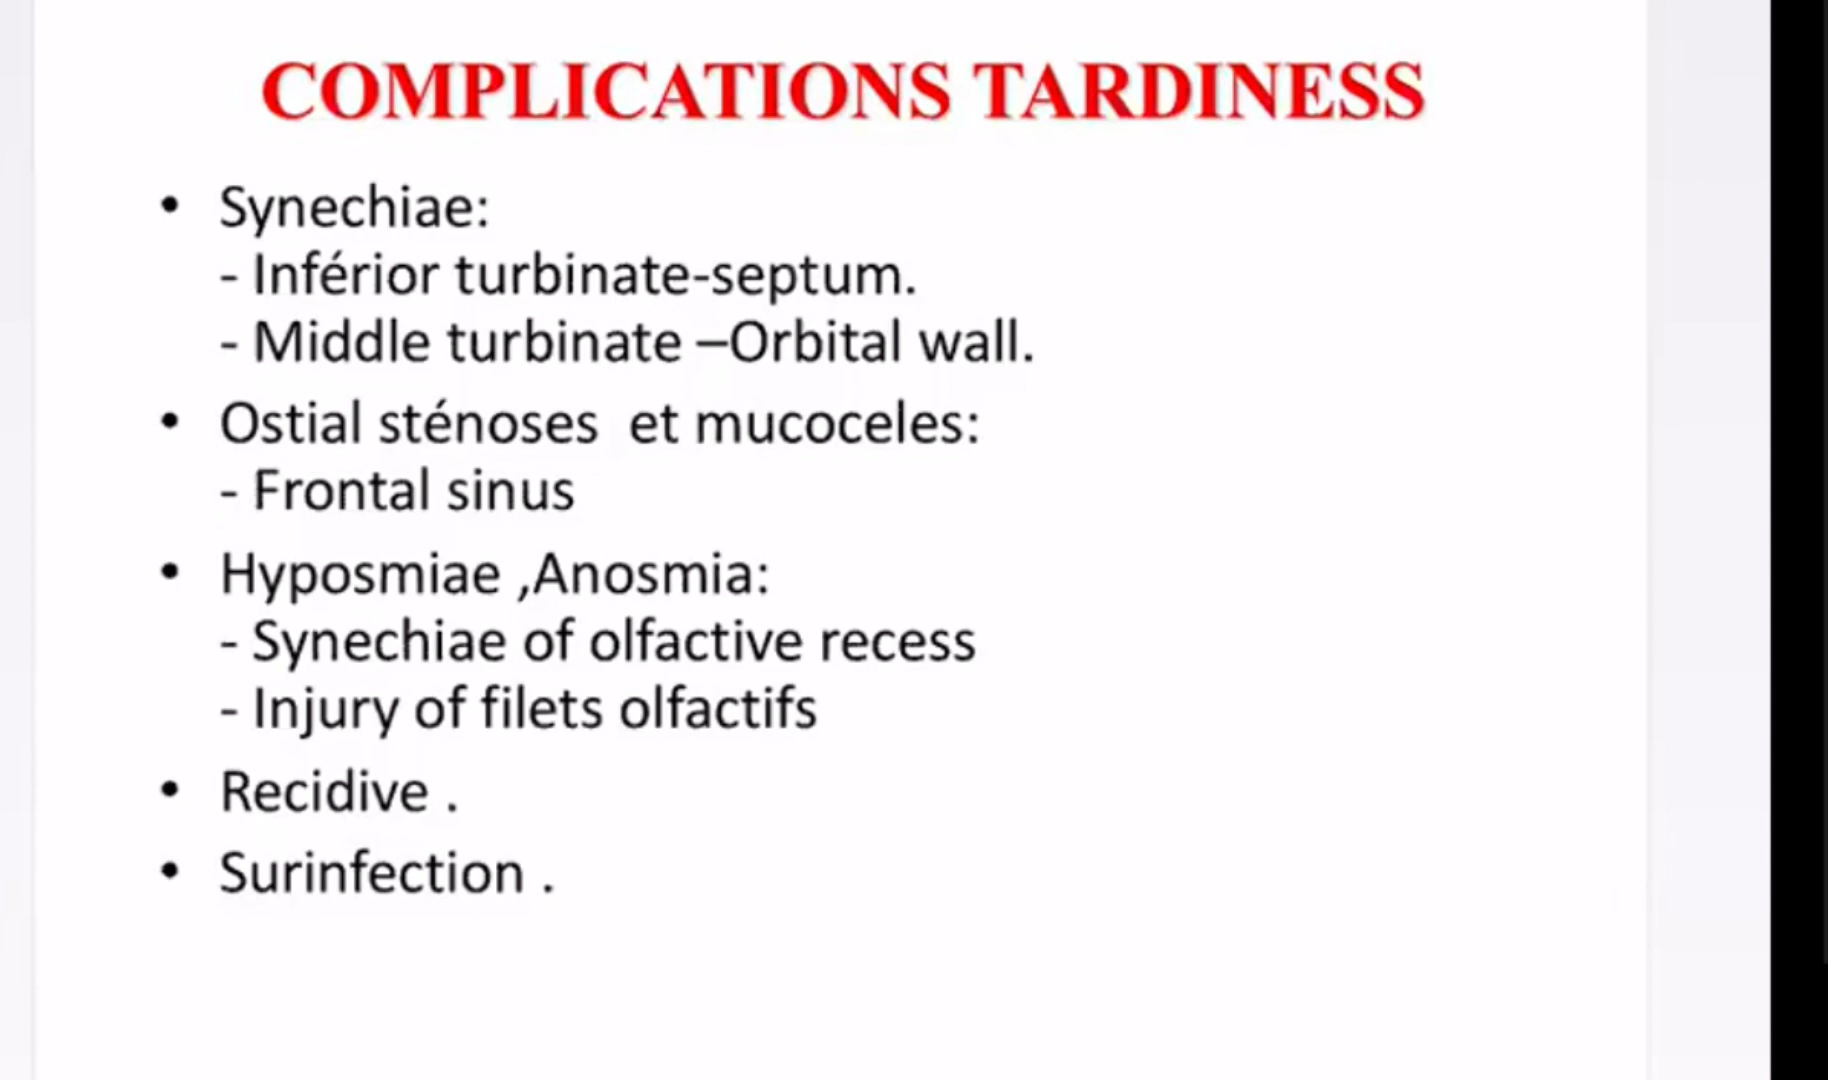 COMPLICATIONS TARDINESS
• Synechiae:
- Inférior turbinate-septum.
- Middle turbinate –Orbital wall.
• Ostial sténoses  et mucoceles:
- Frontal sinus
• Hyposmiae ,Anosmia:
- Synechiae of olfactive recess
- Injury of filets olfactifs
• Recidive .
• Surinfection .